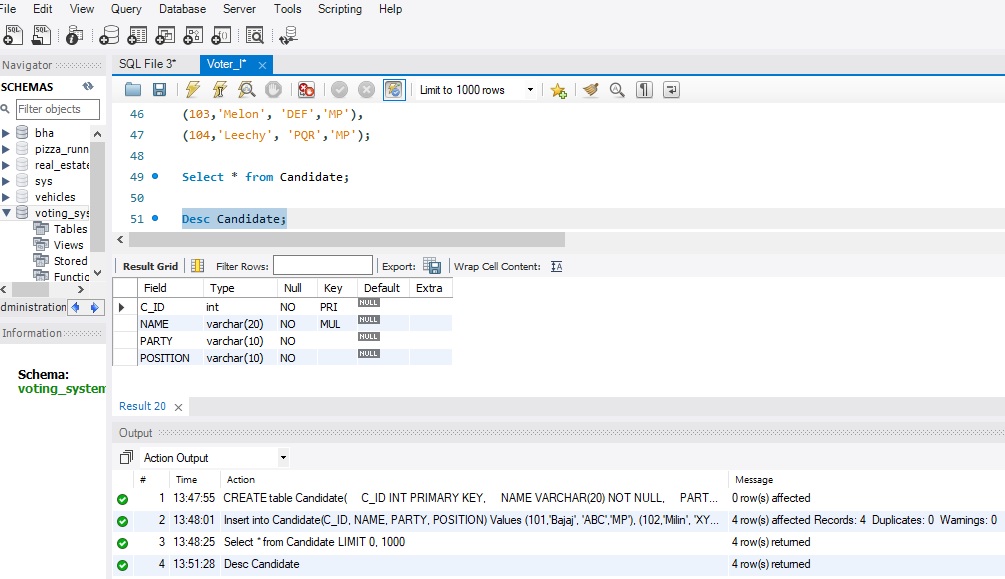 File Edit View Query Database Server Tools Scripting Help
Navigator
SCHEMAS
Filter objects
bha
piza_runn
real_estate
sys
vehicles
voting_sys
Tables
Views
Stored
Functio
dministration
Information
Schema:
voting_system
SQL File 3* Voter_I*
Limit to 1000 rows
46 (103,'Melon', 'DEF','MP'),
47 (104,'Leechy', 'PQR','MP');
48
49 Select * from Candidate;
50
51 Desc Candidate;
Result Grid Filter Rows: Export: Wrap Cell Content:
Field Type Null Key Default Extra
C_ID int NO PRI NULL
NAME varchar(20) NO MUL NULL
PARTY varchar(10) NO NULL
POSITION varchar(10) NO NULL
Result 20
Output
Action Output
# Time Action Message
1 13:47:55 CREATE table Candidate( C_ID INT PRIMARY KEY, NAME VARCHAR(20) NOT NULL, PART... 0 row(s) affected
2 13:48:01 Insert into Candidate(C_ID, NAME, PARTY, POSITION) Values (101,'Bajaj', 'ABC','MP'), (102,'Milin', 'XY... 4 row(s) affected Records: 4 Duplicates: 0 Warnings: 0
3 13:48:25 Select * from Candidate LIMIT 0, 1000 4 row(s) returned
4 13:51:28 Desc Candidate 4 row(s) returned